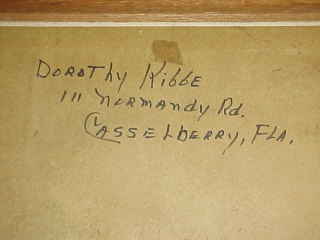 Dorothy Kibbe
111 Normandy Rd.
Casselberry, Fla.